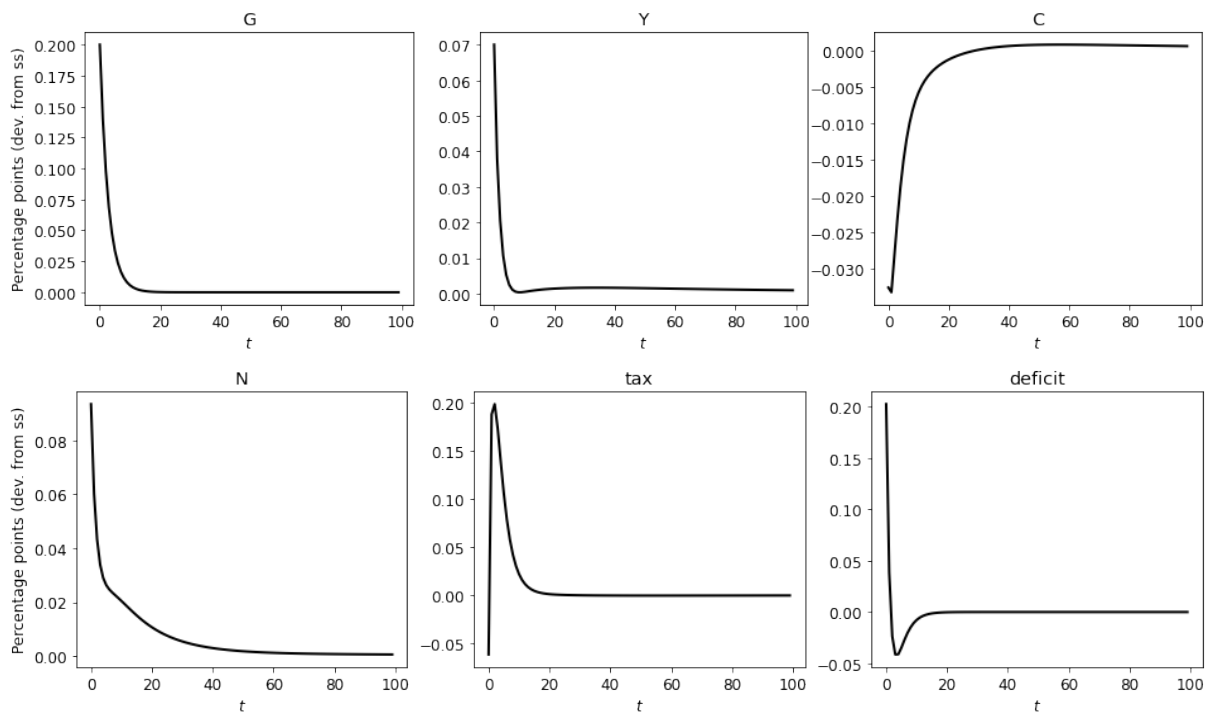 G
Percentage points (dev. from ss)
0.200
0.175
0.150
0.125
0.100
0.075
0.050
0.025
0.000
0 20 40 60 80 100
t
Y
0.07
0.06
0.05
0.04
0.03
0.02
0.01
0.00
0 20 40 60 80 100
t
C
0.000
−0.005
−0.010
−0.015
−0.020
−0.025
−0.030
0 20 40 60 80 100
t
N
Percentage points (dev. from ss)
0.08
0.06
0.04
0.02
0.00
0 20 40 60 80 100
t
tax
0.20
0.15
0.10
0.05
0.00
−0.05
0 20 40 60 80 100
t
deficit
0.20
0.15
0.10
0.05
0.00
−0.05
0 20 40 60 80 100
t